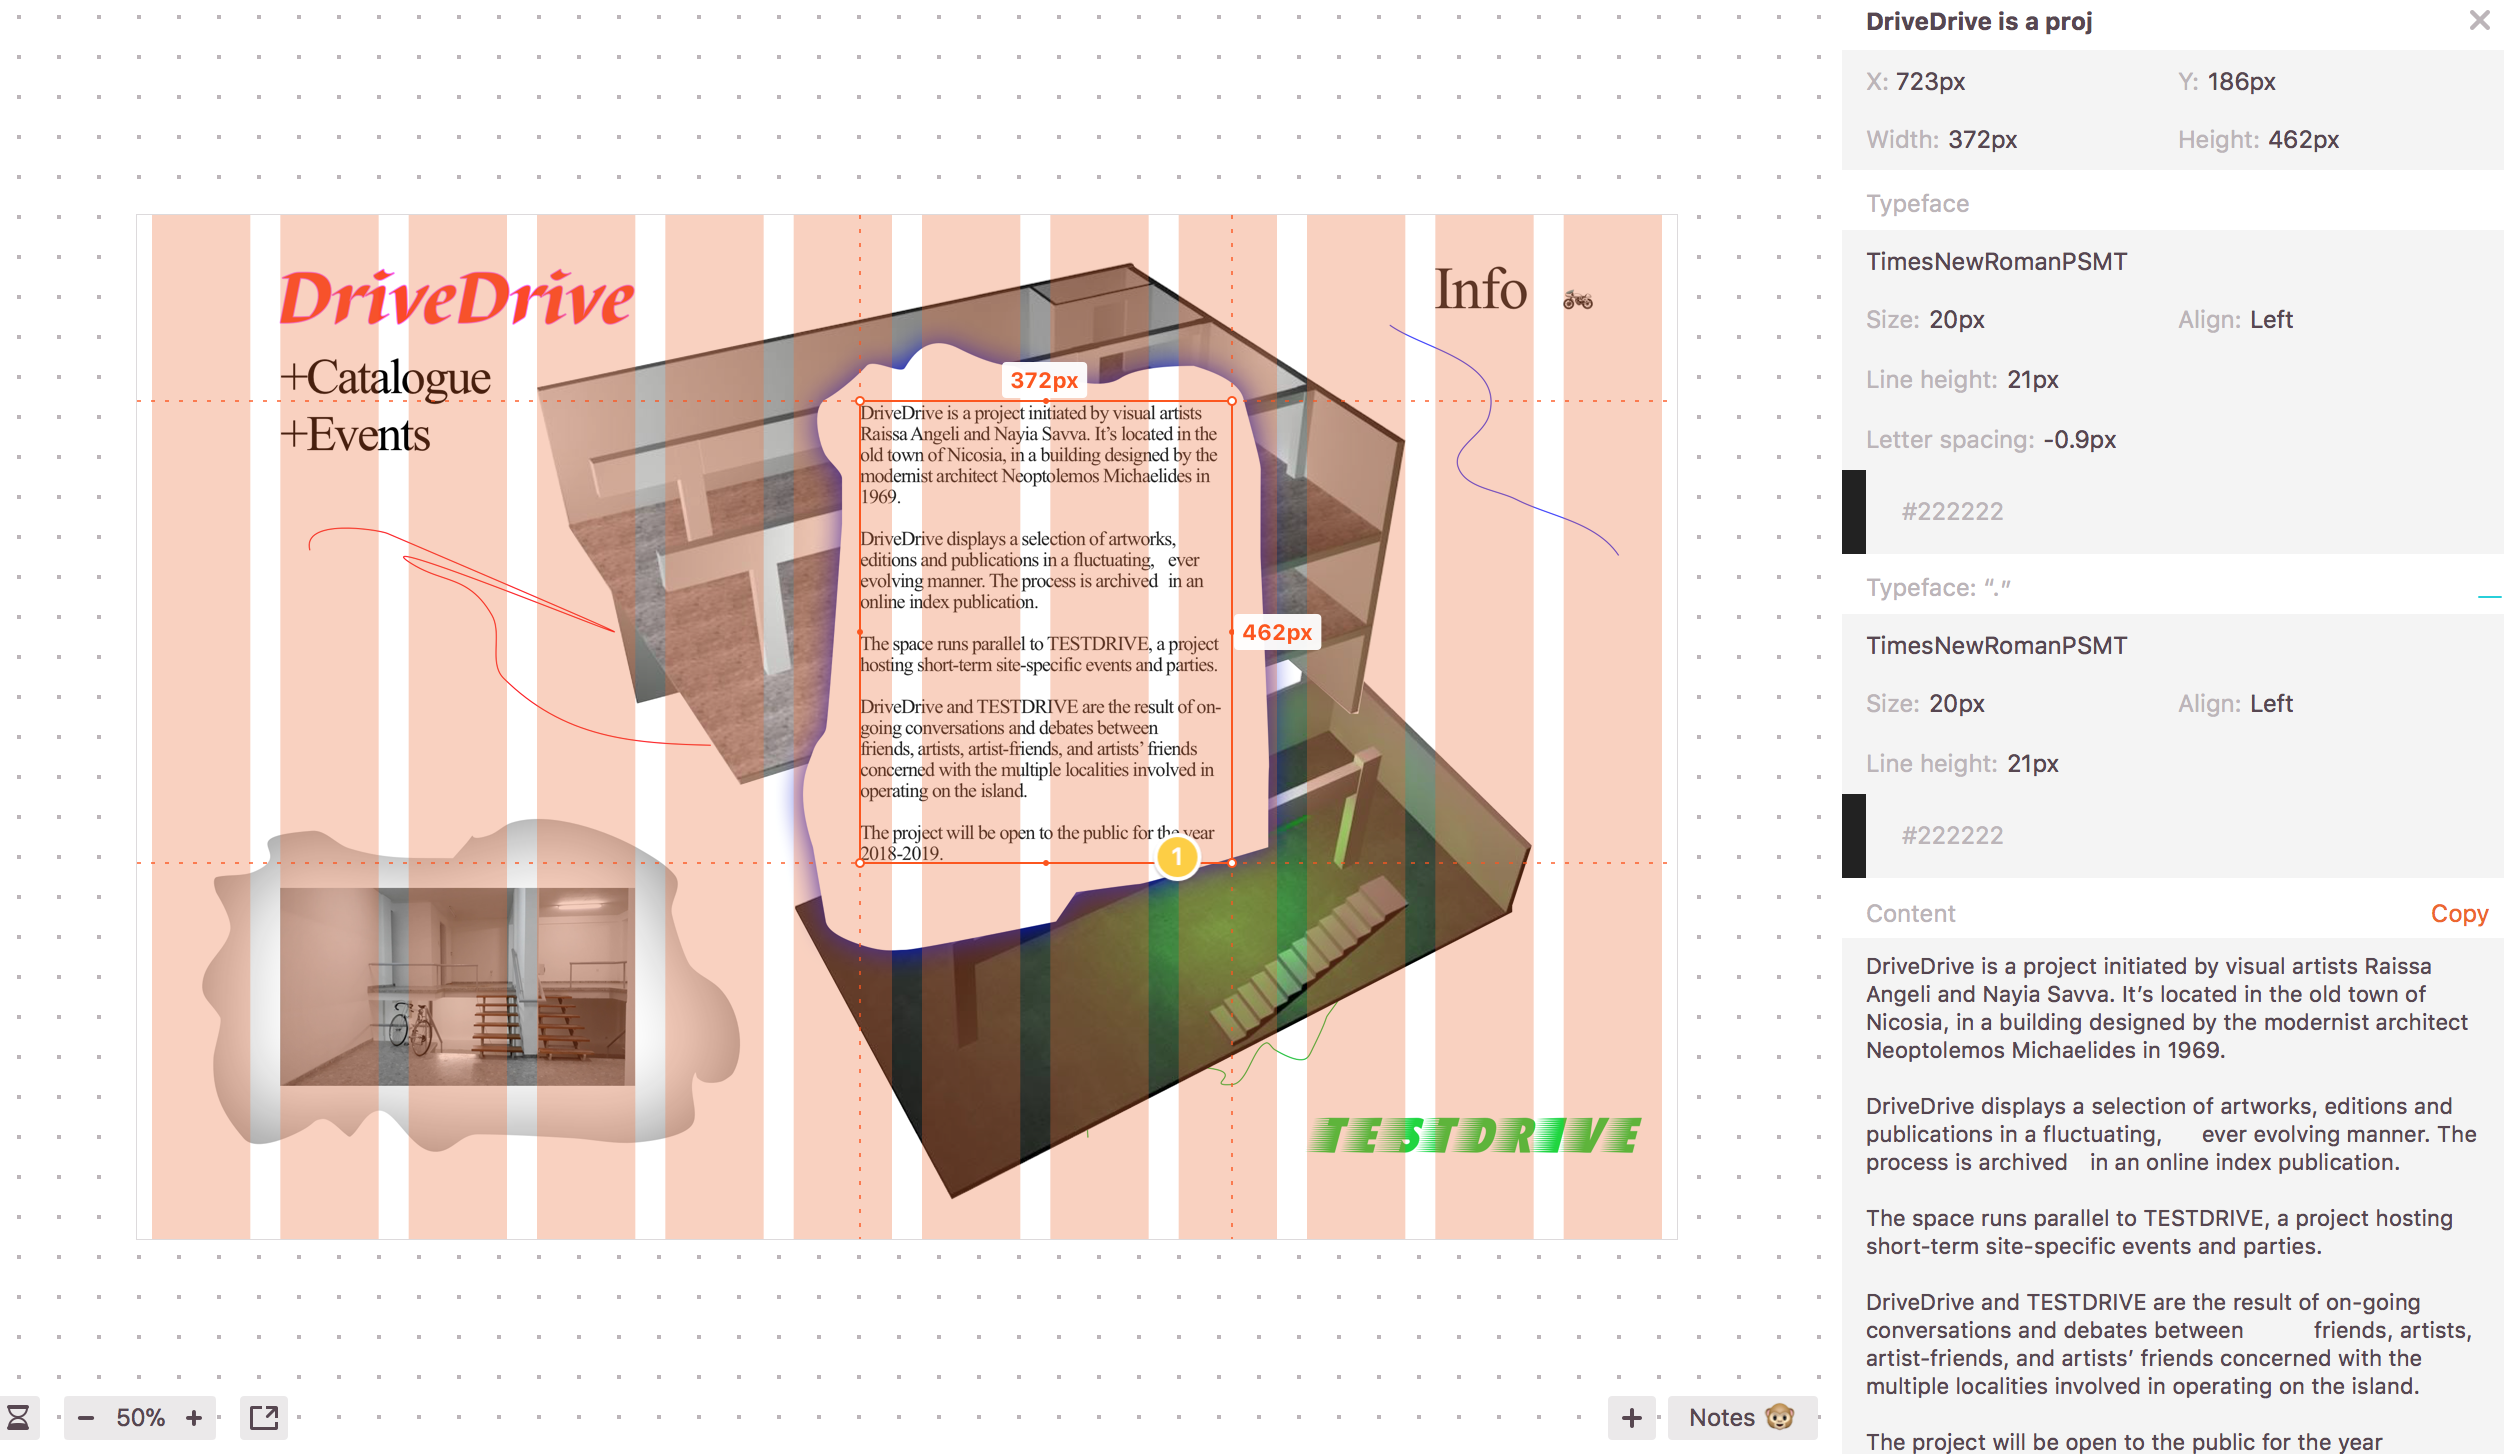 DriveDrive
+Catalogue
+Events
Info
372px
DriveDrive is a project initiated by visual artists
Raissa Angeli and Nayia Savva. It’s located in the
old town of Nicosia, in a building designed by the
modernist architect Neoptolemos Michaelides in
1969.
DriveDrive displays a selection of artworks,
editions and publications in a fluctuating,   ever
evolving manner. The process is archived  in an
online index publication.
The space runs parallel to TESTDRIVE, a project
hosting short-term site-specific events and parties.
DriveDrive and TESTDRIVE are the result of on-
going conversations and debates between
friends, artists, artist-friends, and artists’ friends
concerned with the multiple localities involved in
operating on the island.
The project will be open to the public for the year
2018-2019.
462px
1
TESTDRIVE
50%
Notes
DriveDrive is a proj
X: 723px Y: 186px
Width: 372px Height: 462px
Typeface
TimesNewRomanPSMT
Size: 20px Align: Left
Line height: 21px
Letter spacing: -0.9px
#222222
Typeface: “.”
TimesNewRomanPSMT
Size: 20px Align: Left
Line height: 21px
#222222
Content Copy
DriveDrive is a project initiated by visual artists Raissa
Angeli and Nayia Savva. It’s located in the old town of
Nicosia, in a building designed by the modernist architect
Neoptolemos Michaelides in 1969.
DriveDrive displays a selection of artworks, editions and
publications in a fluctuating,    ever evolving manner. The
process is archived   in an online index publication.
The space runs parallel to TESTDRIVE, a project hosting
short-term site-specific events and parties.
DriveDrive and TESTDRIVE are the result of on-going
conversations and debates between       friends, artists,
artist-friends, and artists’ friends concerned with the
multiple localities involved in operating on the island.
The project will be open to the public for the year